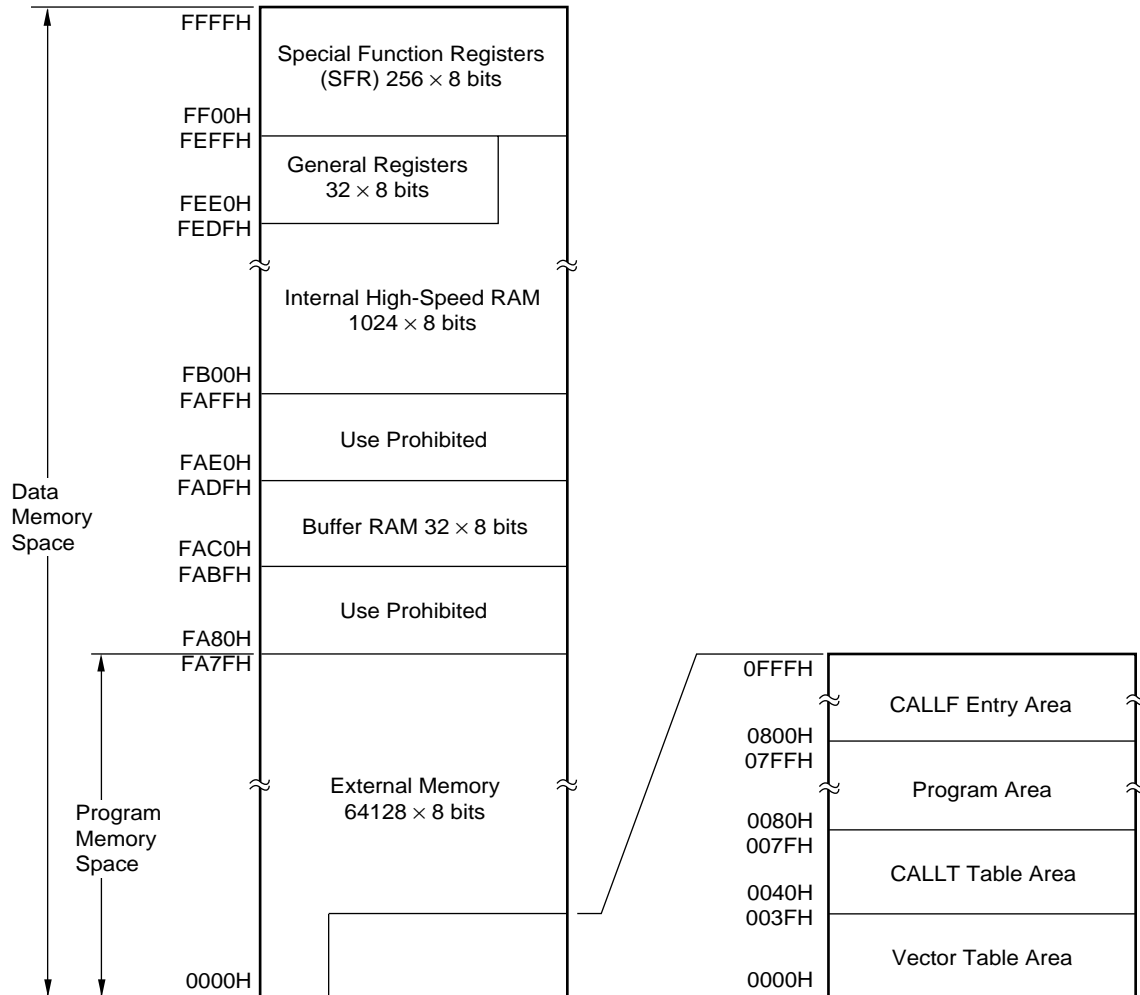 FFFFH
Special Function Registers
(SFR) 256 × 8 bits
FF00H
FEFFH
General Registers
32 × 8 bits
FEE0H
FEDFH
Internal High-Speed RAM
1024 × 8 bits
FB00H
FAFFH
Use Prohibited
FAE0H
FADFH
Data
Memory
Space
Buffer RAM 32 × 8 bits
FAC0H
FABFH
Use Prohibited
FA80H
FA7FH
External Memory
64128 × 8 bits
Program
Memory
Space
0000H
0FFFH
CALLF Entry Area
0800H
07FFH
Program Area
0080H
007FH
CALLT Table Area
0040H
003FH
Vector Table Area
0000H